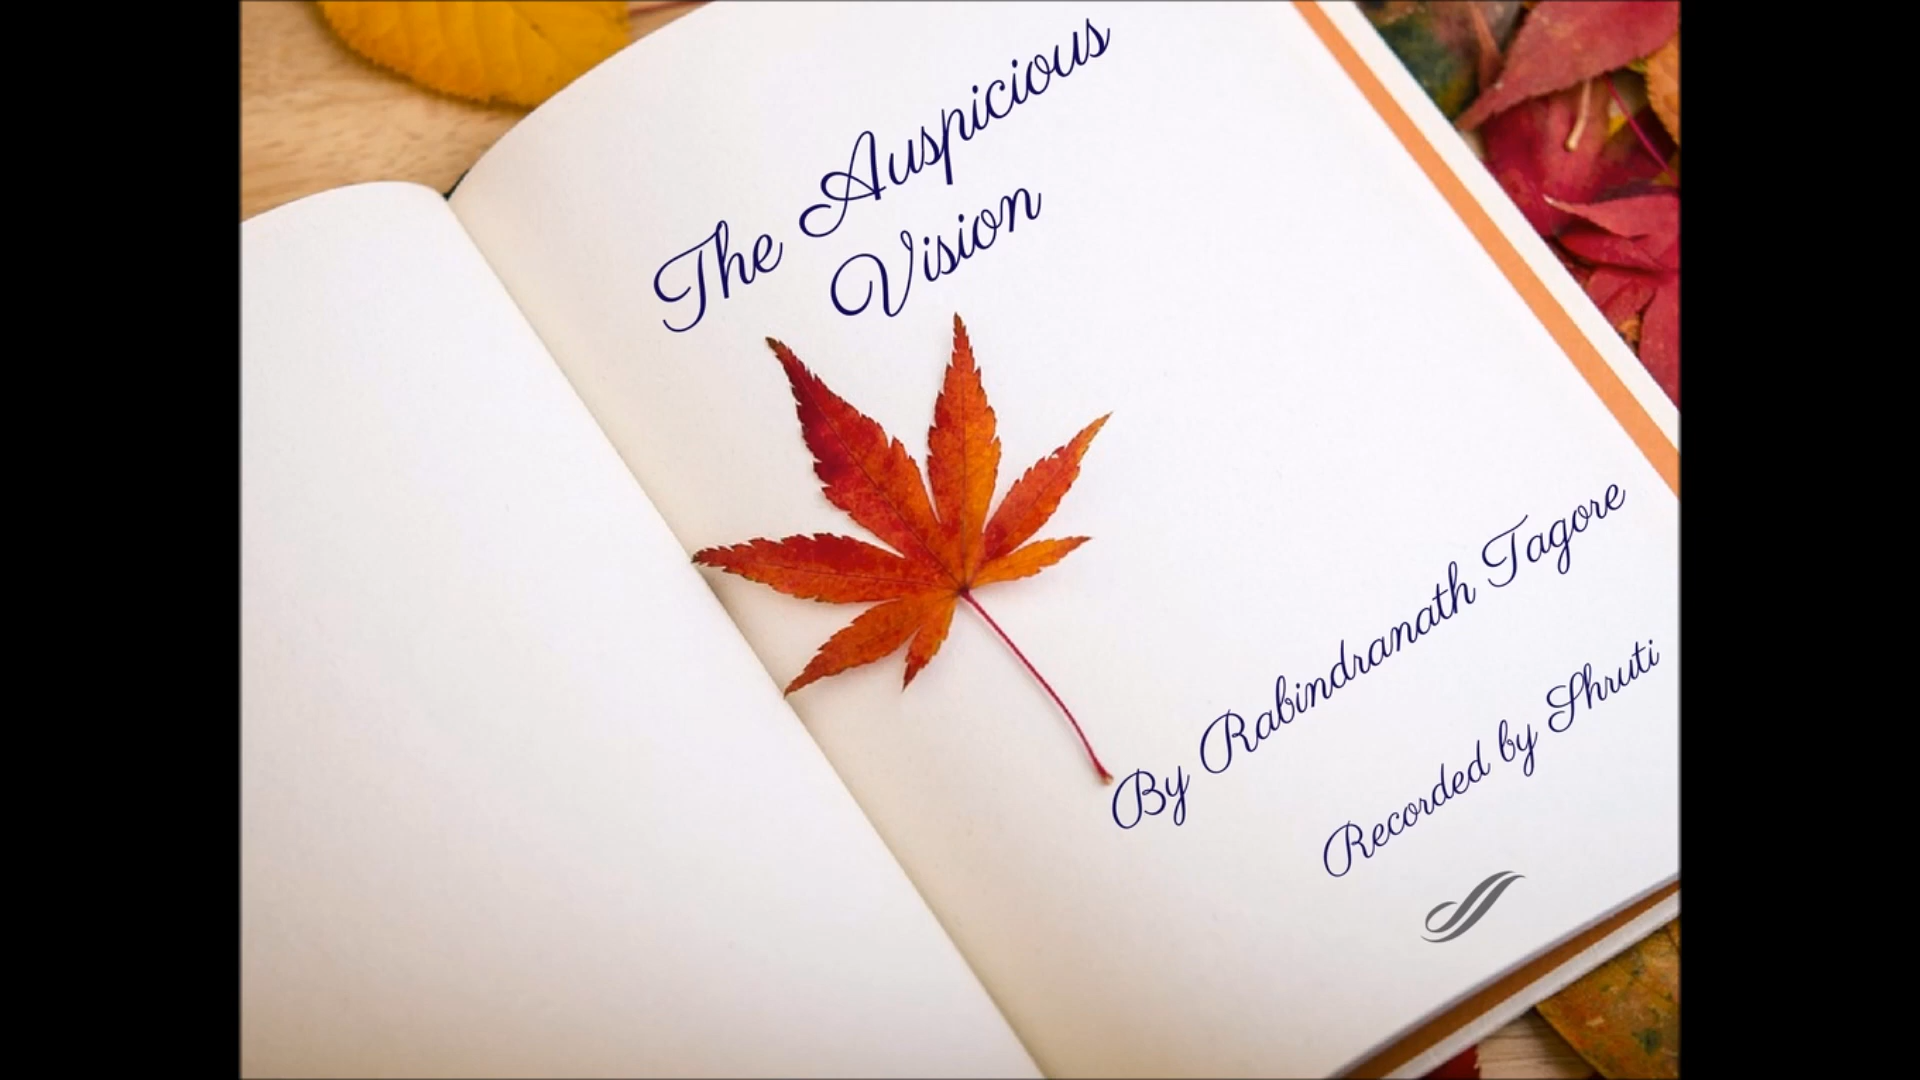 The Auspicious
Vision
By Rabindranath Tagore
Recorded by Shruti